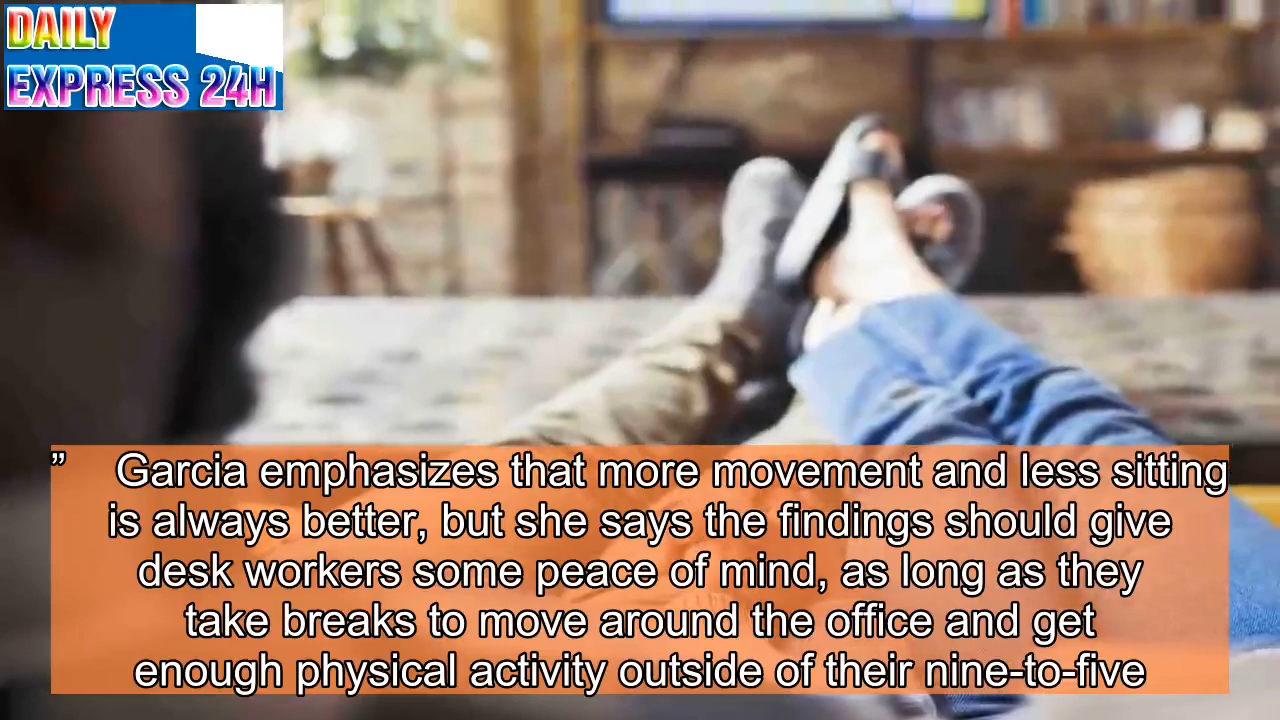 DAILY
EXPRESS 24H
” Garcia emphasizes that more movement and less sitting
is always better, but she says the findings should give
desk workers some peace of mind, as long as they
take breaks to move around the office and get
enough physical activity outside of their nine-to-five